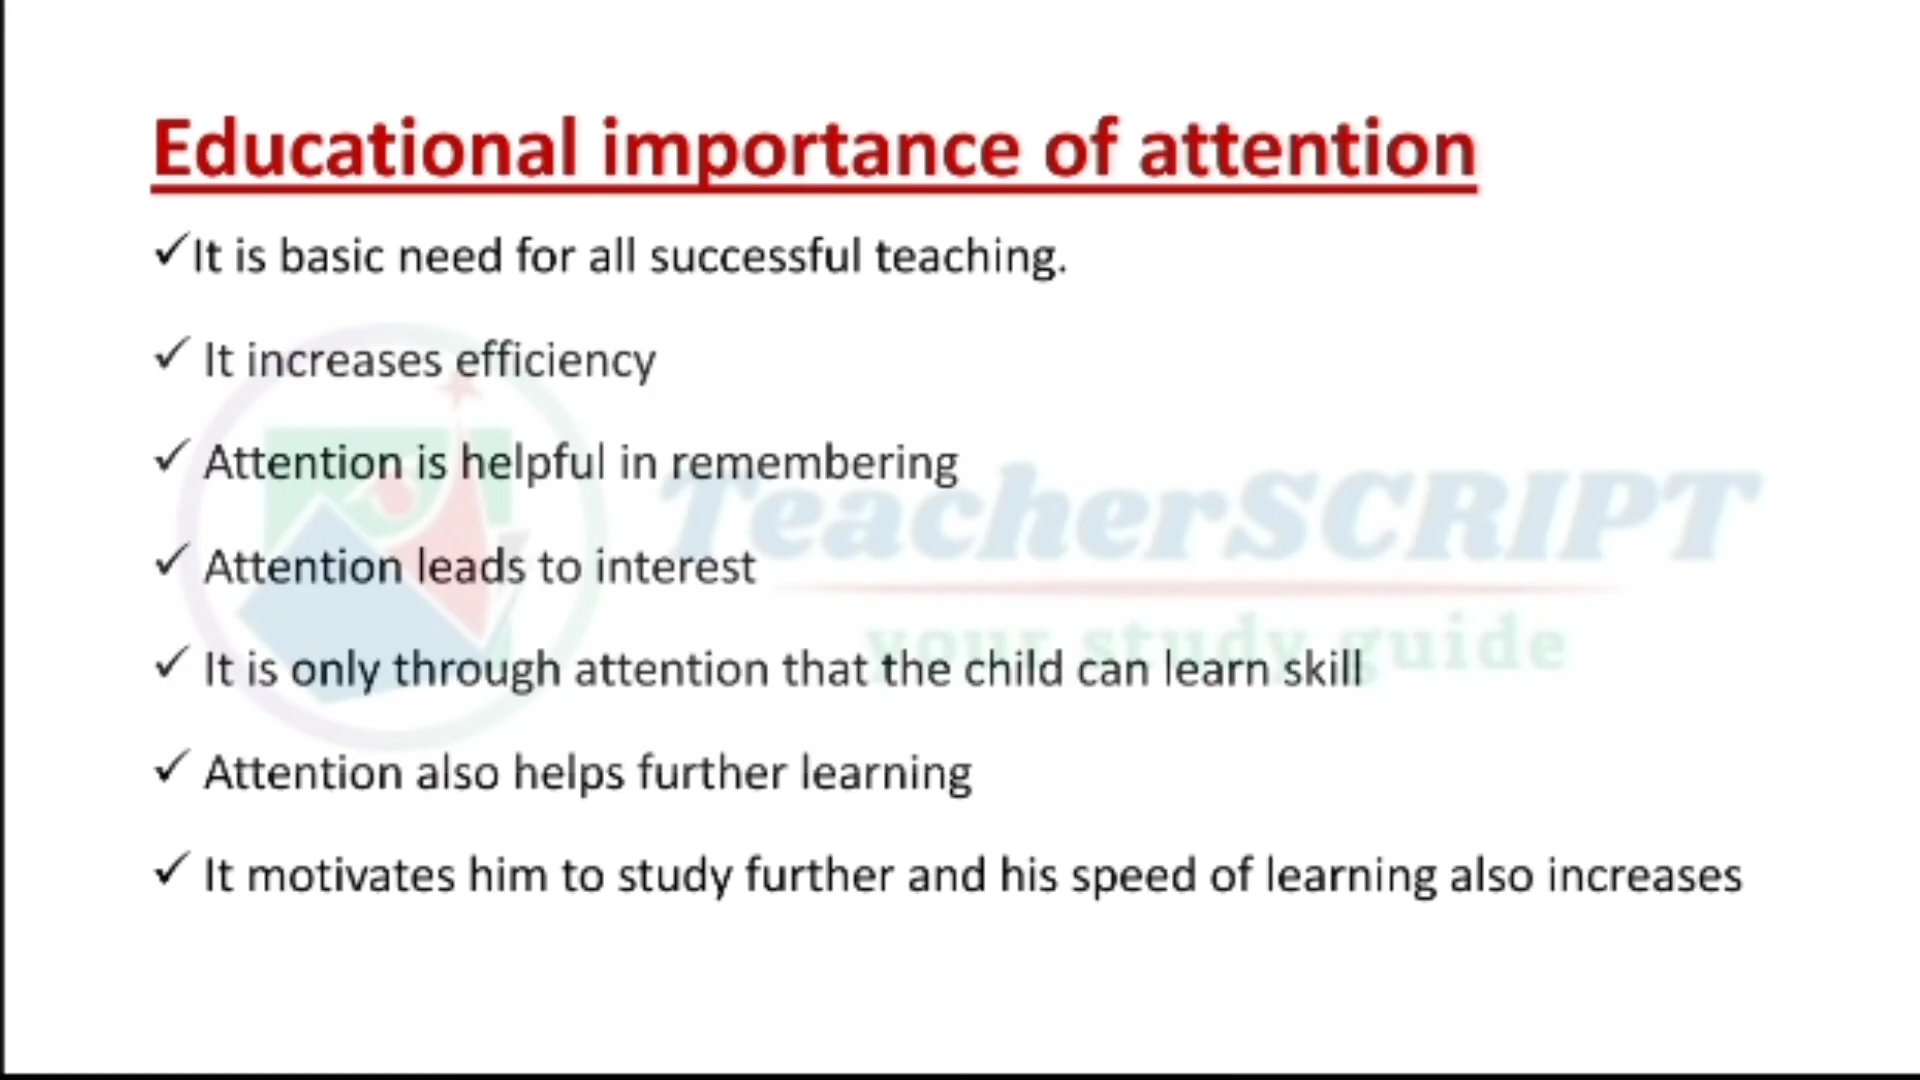 Educational importance of attention
✓It is basic need for all successful teaching.
✓ It increases efficiency
✓ Attention is helpful in remembering
TeacherSCRIPT
✓ Attention leads to interest
your study guide
✓ It is only through attention that the child can learn skill
✓ Attention also helps further learning
✓ It motivates him to study further and his speed of learning also increases